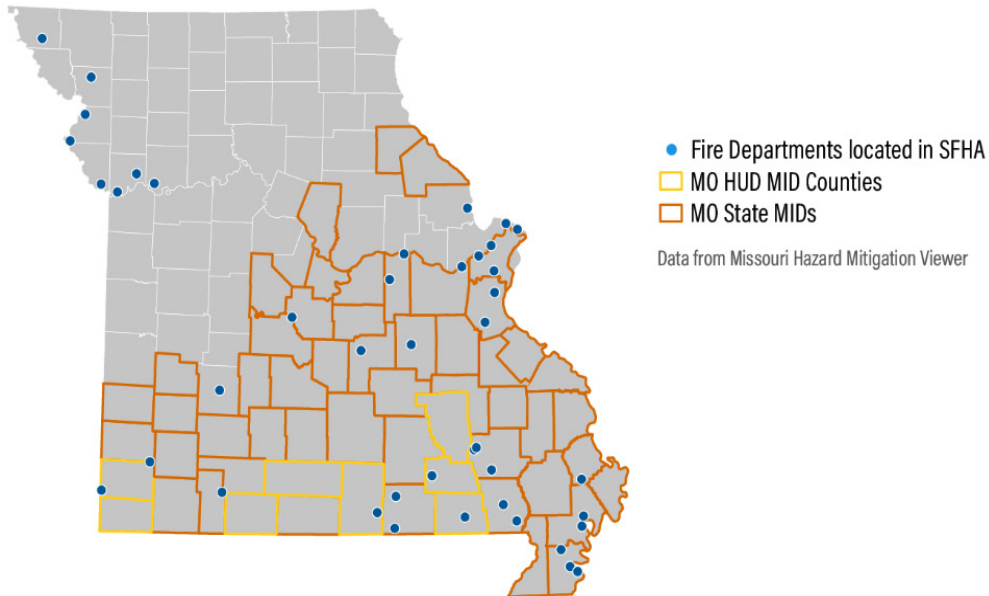 Fire Departments located in SFHA
MO HUD MID Counties
MO State MIDs
Data from Missouri Hazard Mitigation Viewer